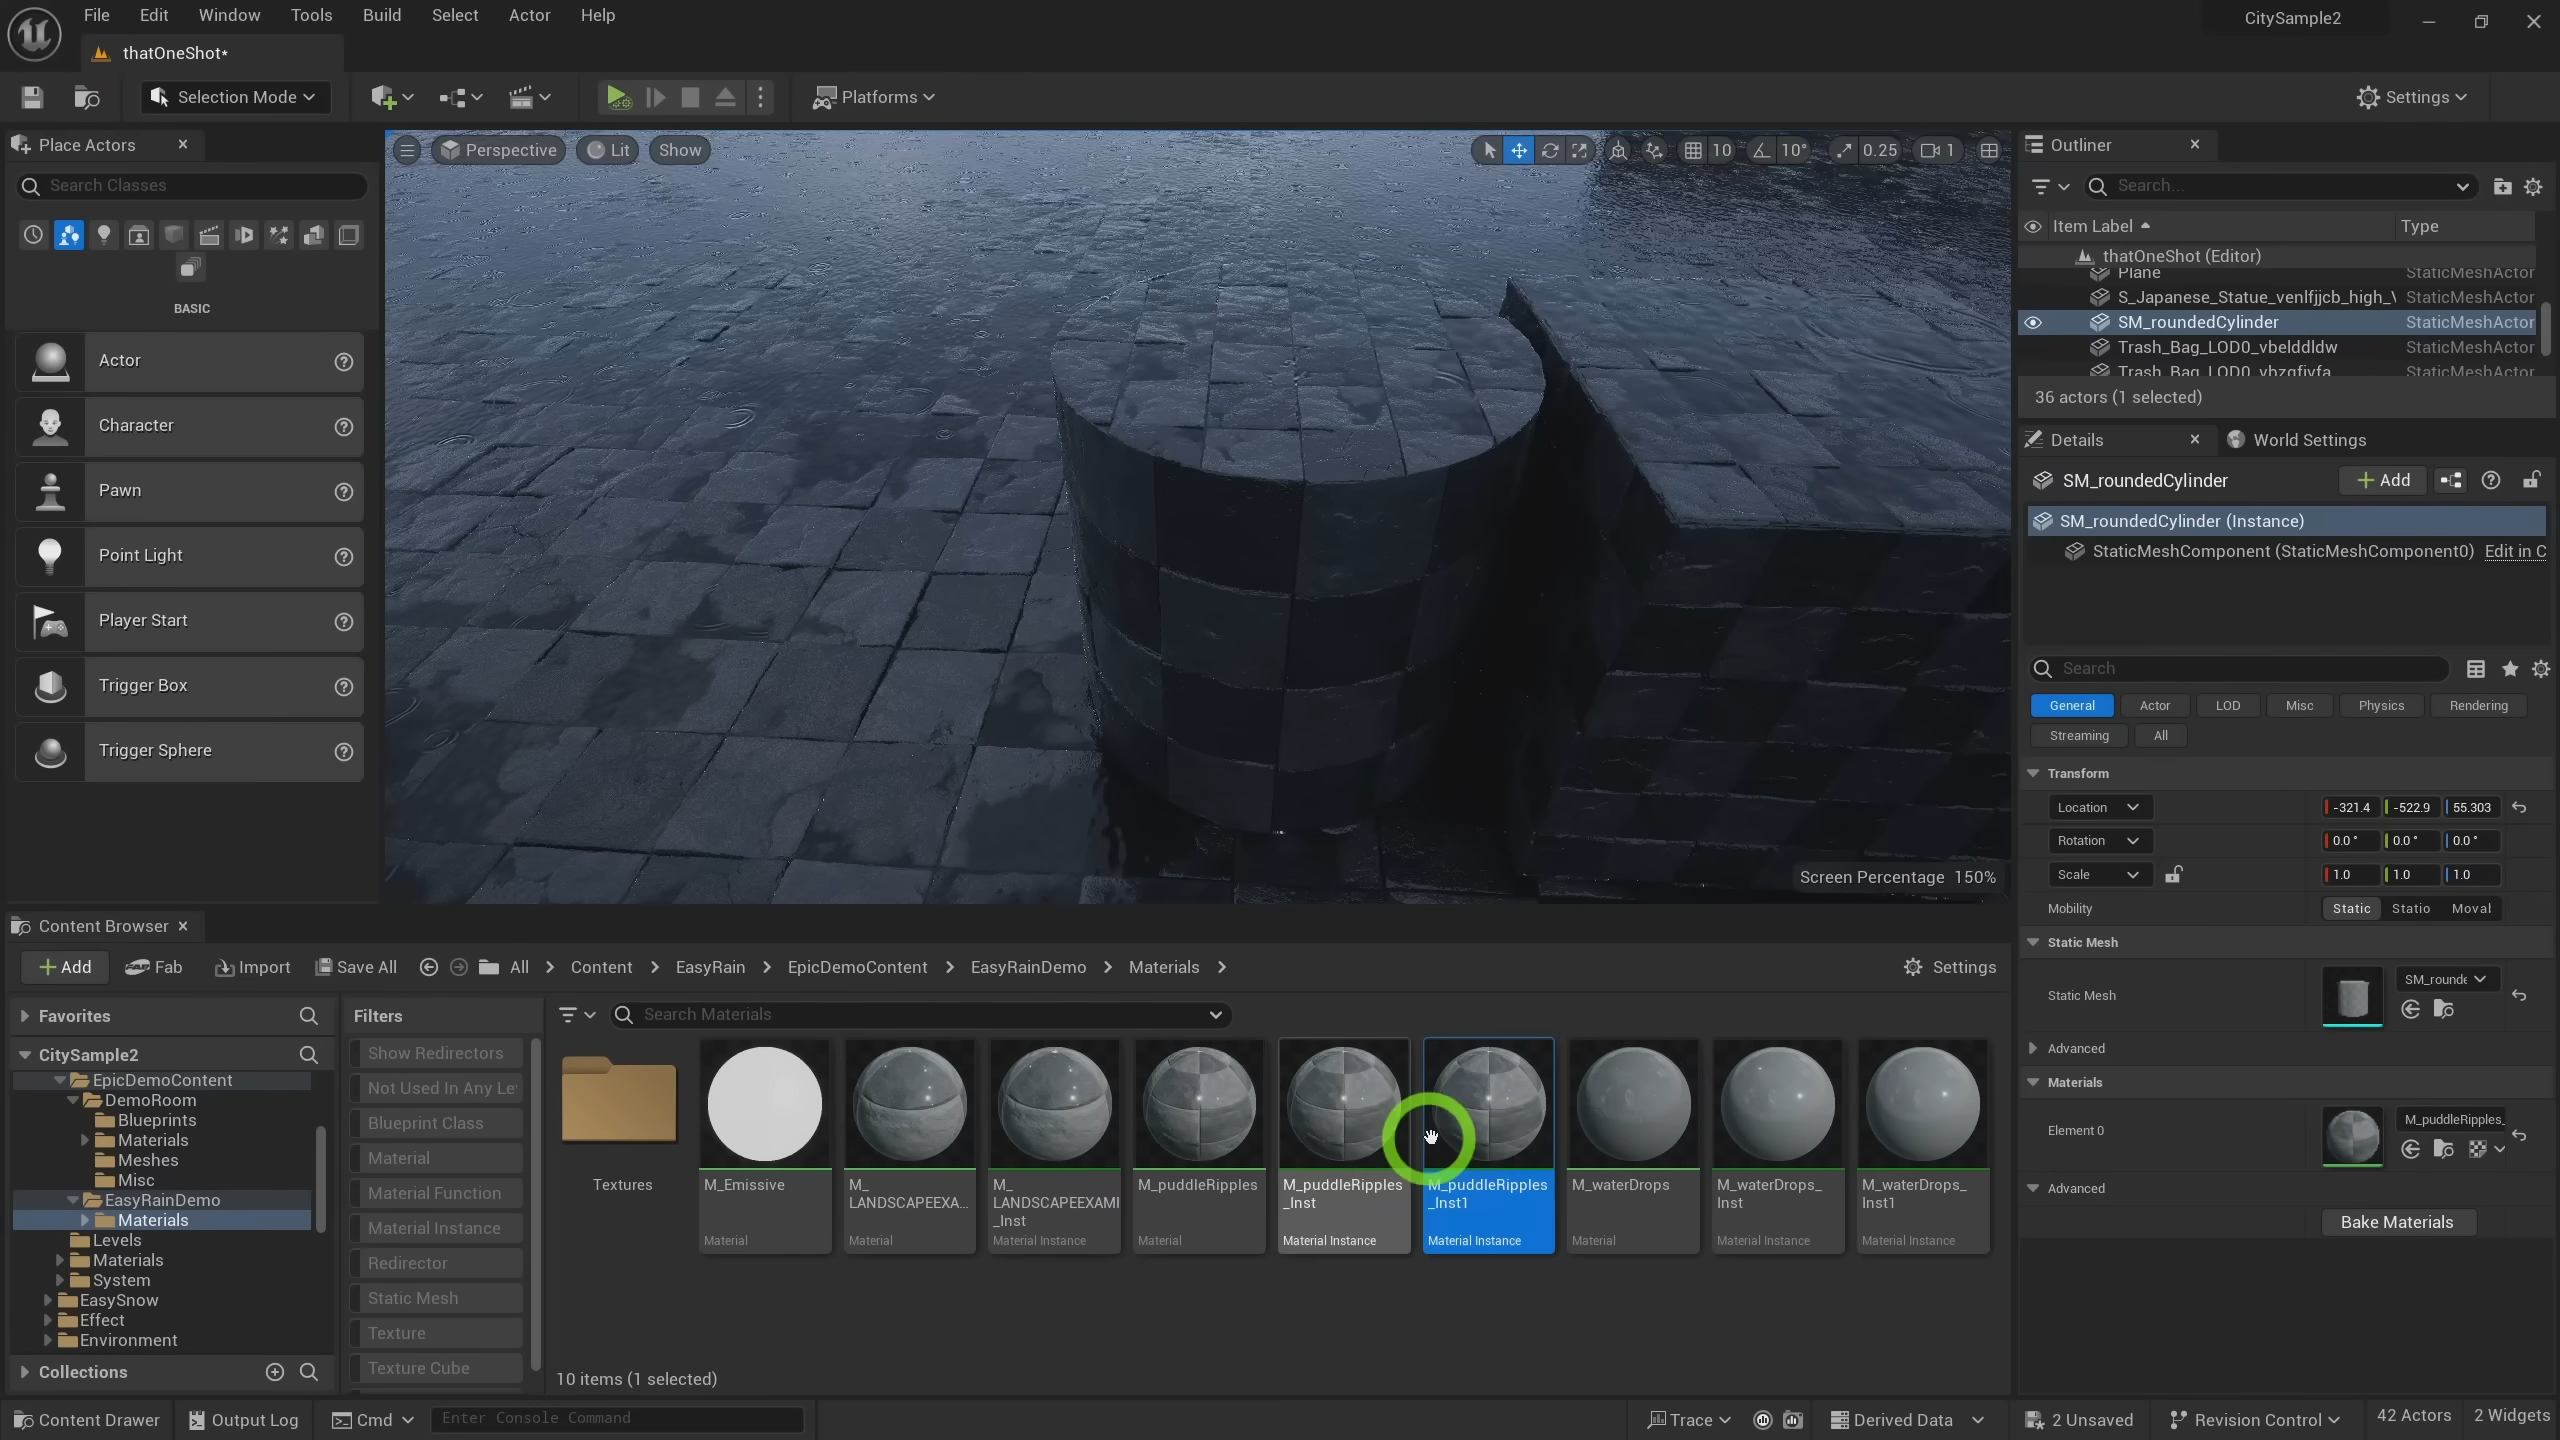 File Edit Window Tools Build Select Actor Help
CitySample2
thatOneShot*
Selection Mode
Platforms
Settings
Place Actors
Search Classes
BASIC
Actor
Character
Pawn
Point Light
Player Start
Trigger Box
Trigger Sphere
Perspective Lit Show
10 10° 0.25 1
Screen Percentage 150%
Outliner
Search...
Item Label Type
thatOneShot (Editor)
Plane StaticMeshActor
S_Japanese_Statue_venlfjjcb_high_ StaticMeshActor
SM_roundedCylinder StaticMeshActor
Trash_Bag_LOD0_vbelddldw StaticMeshActor
Trash_Bag_LOD0_vbzgfivfa StaticMeshActor
36 actors (1 selected)
Details World Settings
SM_roundedCylinder
Add
SM_roundedCylinder (Instance)
StaticMeshComponent (StaticMeshComponent0) Edit in C
Search
General Actor LOD Misc Physics Rendering
Streaming All
Transform
Location -321.4 -522.9 55.303
Rotation 0.0° 0.0° 0.0°
Scale 1.0 1.0 1.0
Mobility Static Statio Moval
Static Mesh
Static Mesh SM_rounde
Advanced
Materials
Element 0 M_puddleRipples_
Advanced
Bake Materials
Content Browser
Add Fab Import Save All All Content EasyRain EpicDemoContent EasyRainDemo Materials
Settings
Favorites
CitySample2
EpicDemoContent
DemoRoom
Blueprints
Materials
Meshes
Misc
EasyRainDemo
Materials
Levels
Materials
System
EasySnow
Effect
Environment
Collections
Filters
Show Redirectors
Not Used In Any Le
Blueprint Class
Material
Material Function
Material Instance
Redirector
Static Mesh
Texture
Texture Cube
Search Materials
Textures
M_Emissive
Material
M_
LANDSCAPEEXA...
Material
M_
LANDSCAPEEXAMI
_Inst
Material Instance
M_puddleRipples
Material
M_puddleRipples
_Inst
Material Instance
M_puddleRipples
_Inst1
Material Instance
M_waterDrops
Material
M_waterDrops_
Inst
Material Instance
M_waterDrops_
Inst1
Material Instance
10 items (1 selected)
Content Drawer Output Log Cmd Enter Console Command
Trace Derived Data 2 Unsaved Revision Control 42 Actors 2 Widgets